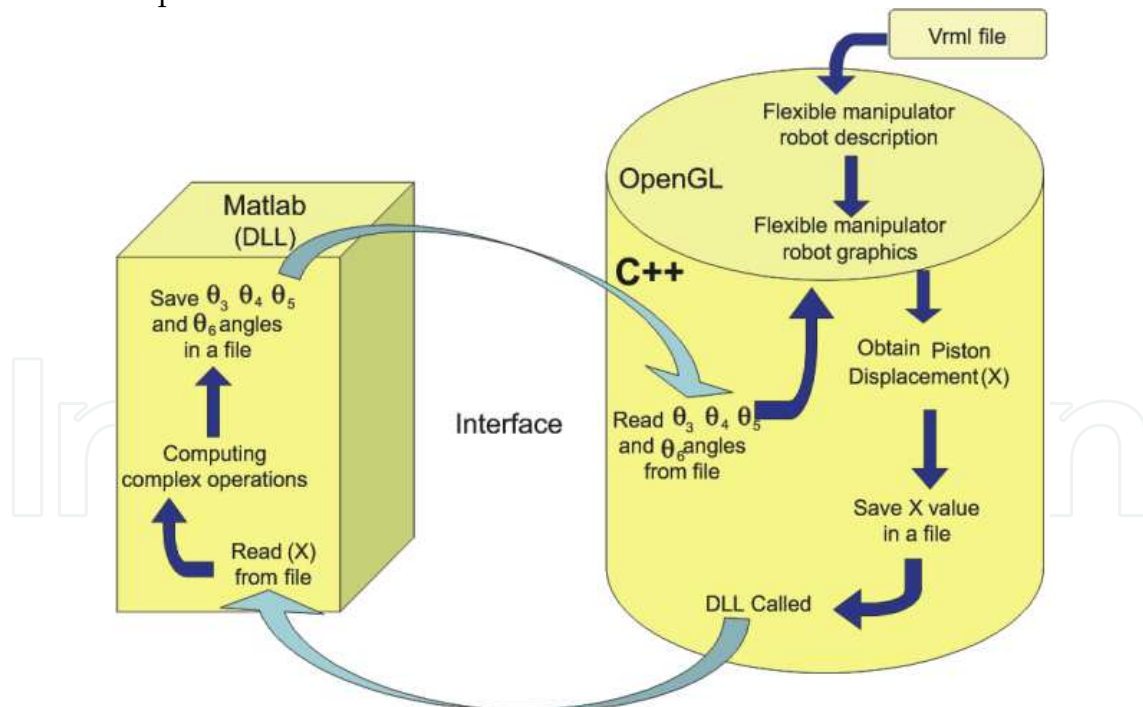 Vrml file
Flexible manipulator
robot description
OpenGL
Flexible manipulator
robot graphics
C++
Matlab
(DLL)
Save θ3 θ4 θ5
and θ6 angles
in a file
Computing
complex operations
Read (X)
from file
Interface
Read θ3 θ4 θ5
and θ6 angles
from file
Obtain Piston
Displacement(X)
Save X value
in a file
DLL Called